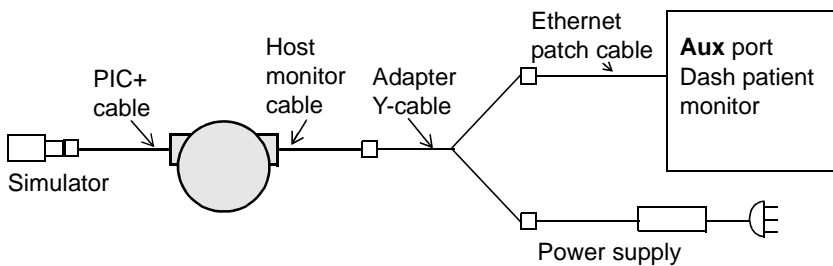 Ethernet
patch cable
Aux port
Dash patient
monitor
Host
monitor
cable
PIC+
cable
Adapter
Y-cable
Simulator
Power supply